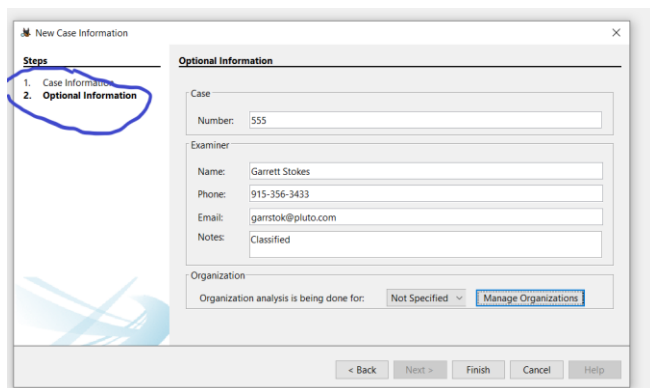 New Case Information
Steps
1. Case Information
2. Optional Information
Optional Information
Case
Number: 555
Examiner
Name: Garrett Stokes
Phone: 915-356-3433
Email: garrstok@pluto.com
Notes: Classified
Organization
Organization analysis is being done for: Not Specified Manage Organizations
< Back Next > Finish Cancel Help